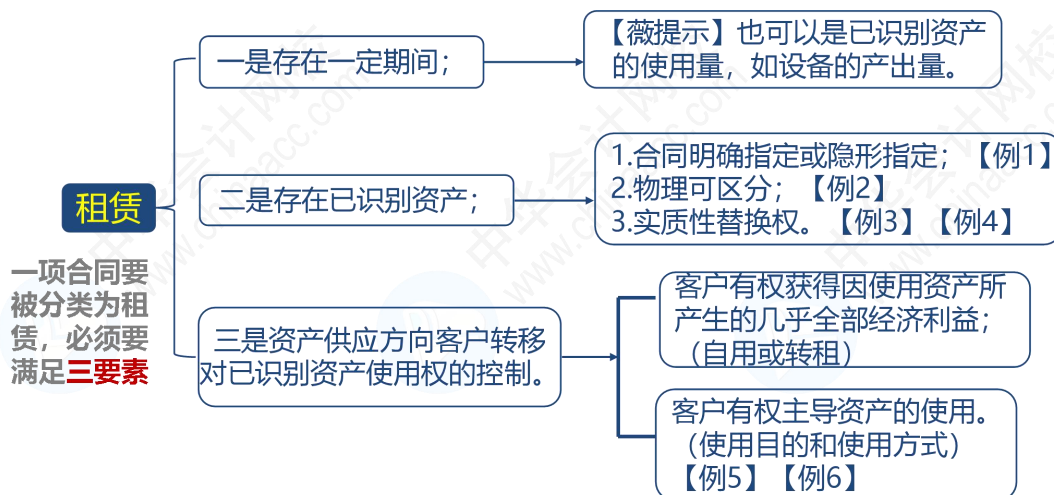 租赁
一项合同要
被分类为租
赁，必须要
满足三要素
一是存在一定期间；
【薇提示】也可以是已识别资产
的使用量，如设备的产出量。
二是存在已识别资产；
1.合同明确指定或隐形指定；【例1】
2.物理可区分；【例2】
3.实质性替换权。【例3】【例4】
三是资产供应方向客户转移
对已识别资产使用权的控制。
客户有权获得因使用资产所
产生的几乎全部经济利益；
（自用或转租）
客户有权主导资产的使用。
（使用目的和使用方式）
【例5】【例6】